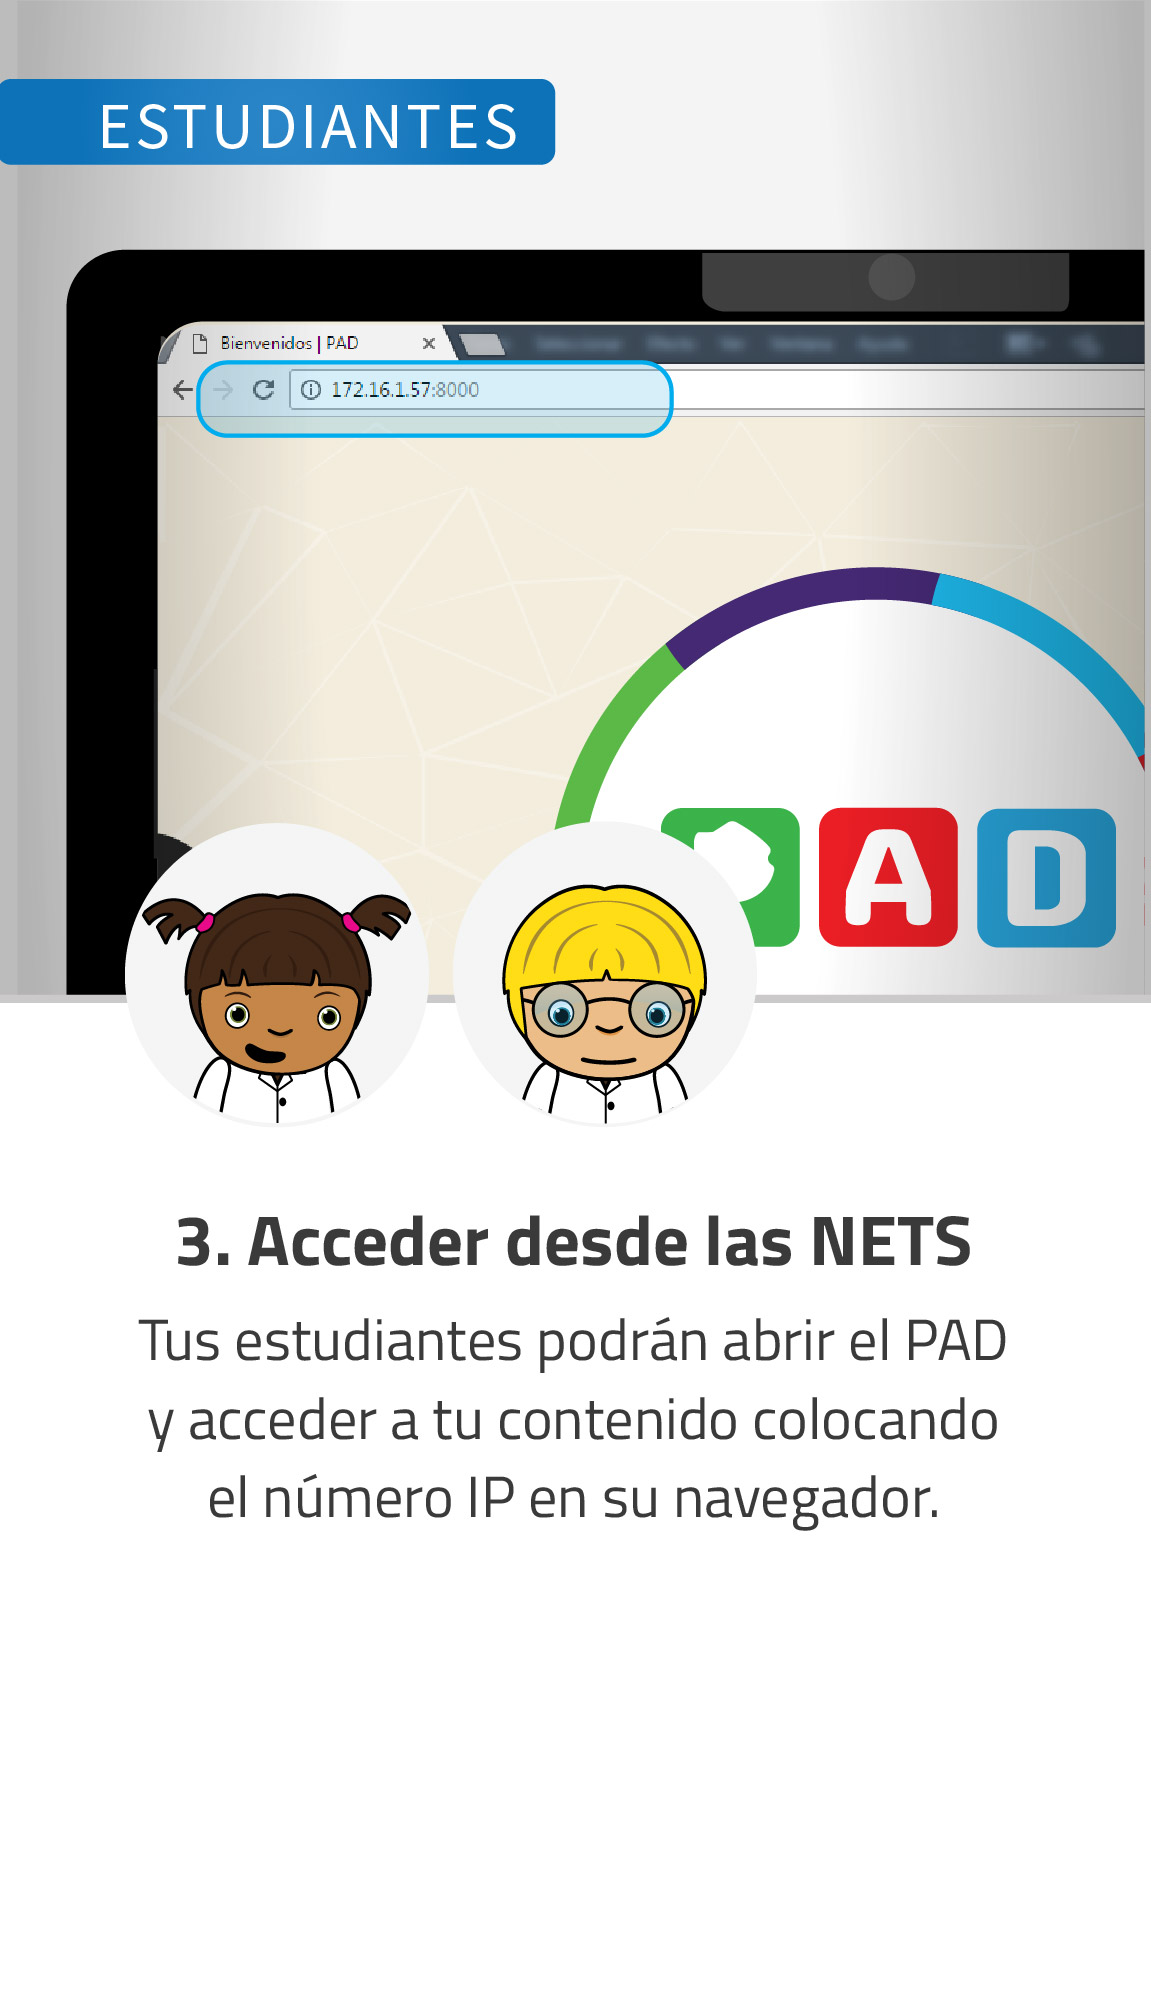 ESTUDIANTES
Bienvenidos | PAD
172.16.1.57:8000
A D
3. Acceder desde las NETS
Tus estudiantes podrán abrir el PAD
y acceder a tu contenido colocando
el número IP en su navegador.